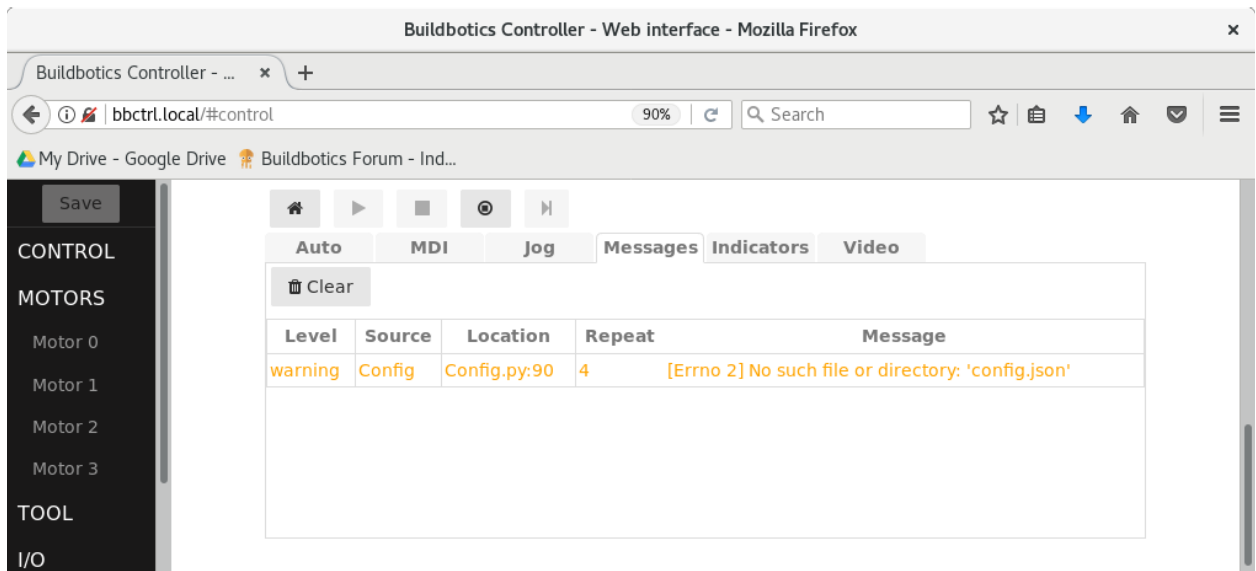 Buildbotics Controller - Web interface - Mozilla Firefox
Buildbotics Controller - ...
bbctrl.local/#control 90% Search
My Drive - Google Drive Buildbotics Forum - Ind...
Save
CONTROL
MOTORS
Motor 0
Motor 1
Motor 2
Motor 3
TOOL
I/O
Auto MDI Jog Messages Indicators Video
Clear
Level Source Location Repeat Message
warning Config Config.py:90 4 [Errno 2] No such file or directory: 'config.json'